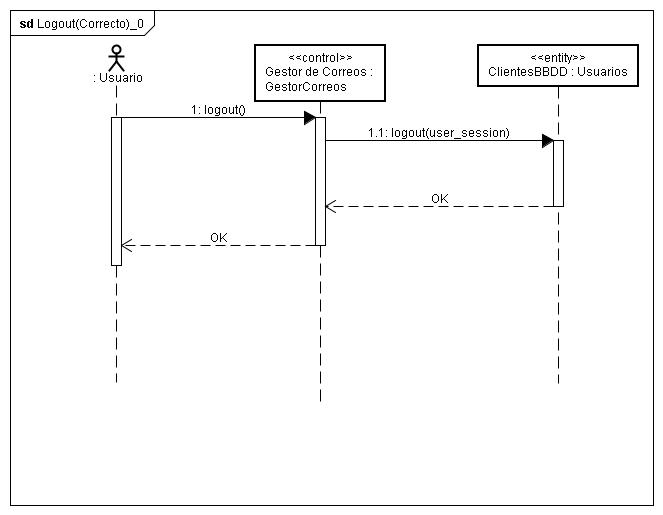 sd Logout(Correcto)_0
: Usuario
<<control>>
Gestor de Correos :
GestorCorreos
<<entity>>
ClientesBBDD : Usuarios
1: logout()
1.1: logout(user_session)
OK
OK